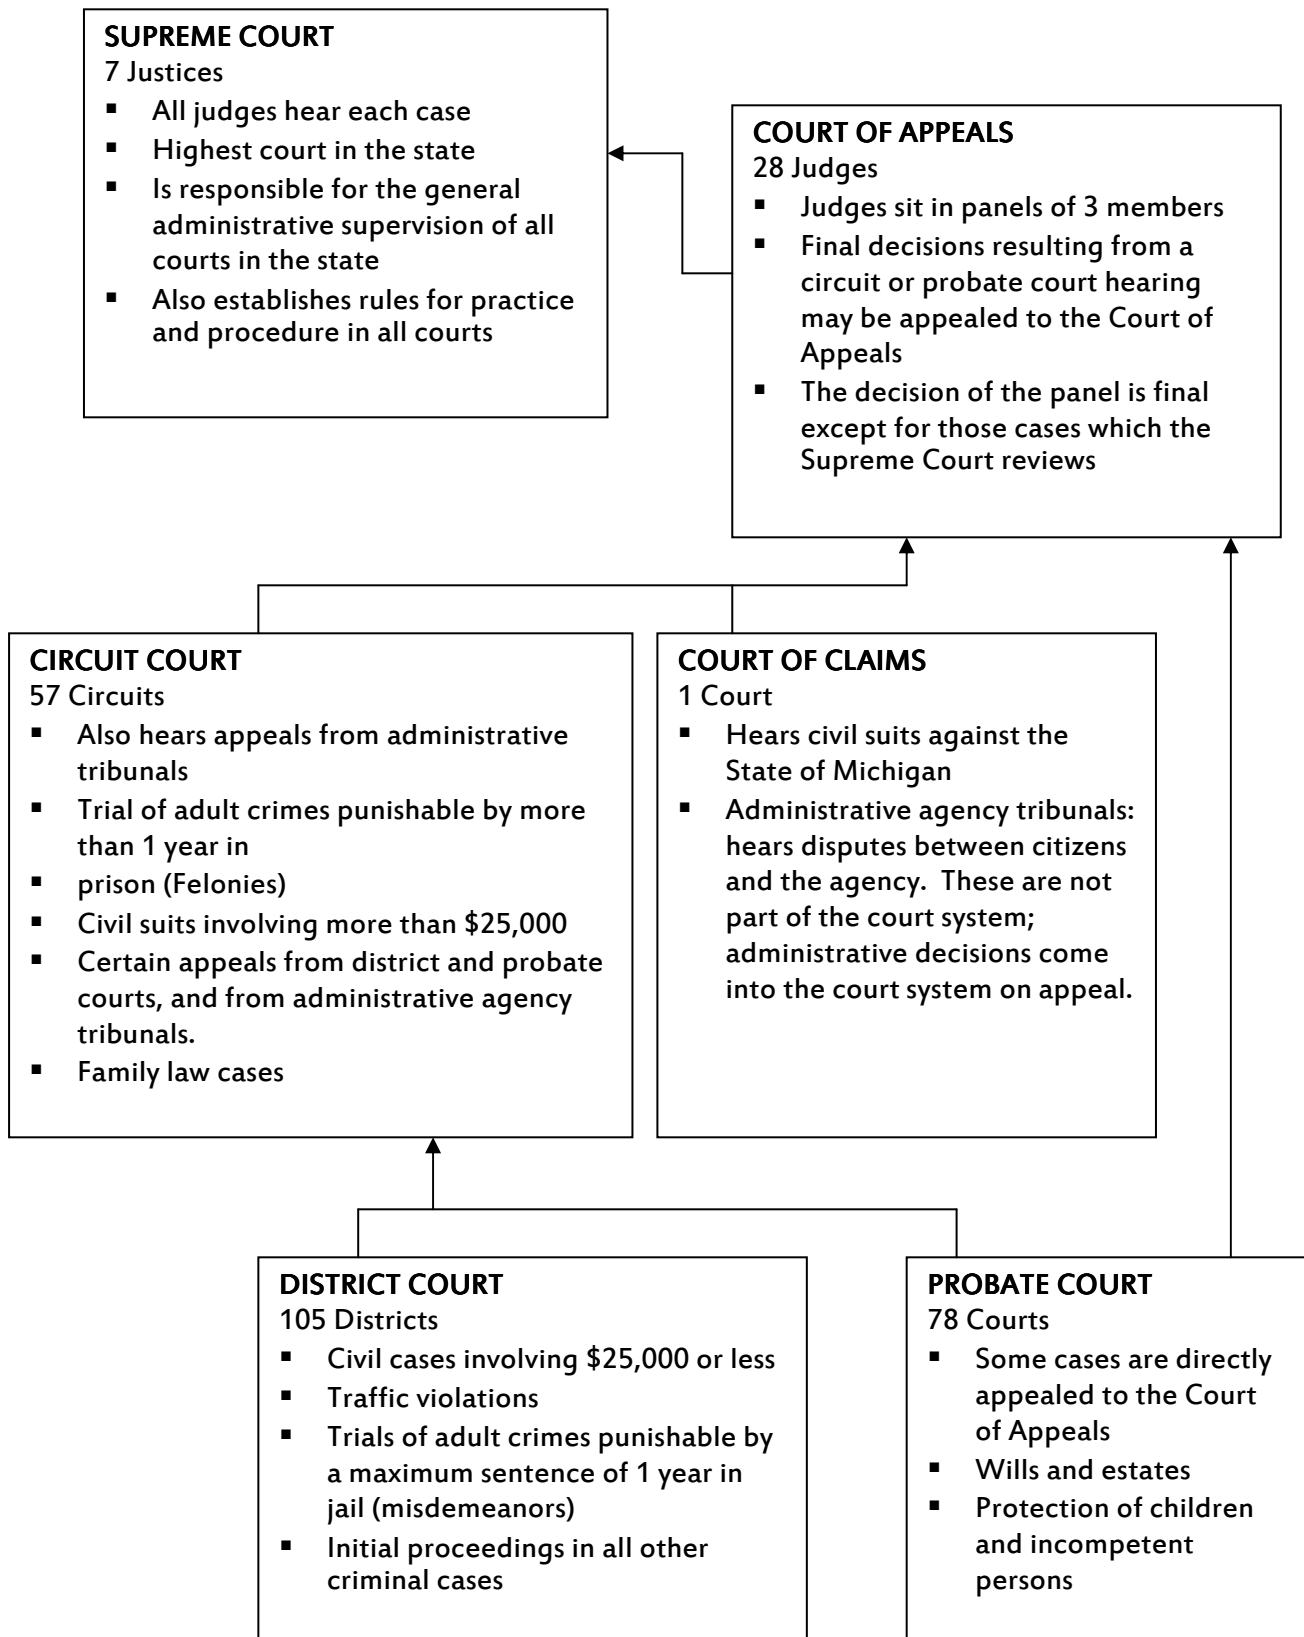 SUPREME COURT
7 Justices
▪ All judges hear each case
▪ Highest court in the state
▪ Is responsible for the general
administrative supervision of all
courts in the state
▪ Also establishes rules for practice
and procedure in all courts
COURT OF APPEALS
28 Judges
▪ Judges sit in panels of 3 members
▪ Final decisions resulting from a
circuit or probate court hearing
may be appealed to the Court of
Appeals
▪ The decision of the panel is final
except for those cases which the
Supreme Court reviews
CIRCUIT COURT
57 Circuits
▪ Also hears appeals from administrative
tribunals
▪ Trial of adult crimes punishable by more
than 1 year in
▪ prison (Felonies)
▪ Civil suits involving more than $25,000
▪ Certain appeals from district and probate
courts, and from administrative agency
tribunals.
▪ Family law cases
COURT OF CLAIMS
1 Court
▪ Hears civil suits against the
State of Michigan
▪ Administrative agency tribunals:
hears disputes between citizens
and the agency.  These are not
part of the court system;
administrative decisions come
into the court system on appeal.
DISTRICT COURT
105 Districts
▪ Civil cases involving $25,000 or less
▪ Traffic violations
▪ Trials of adult crimes punishable by
a maximum sentence of 1 year in
jail (misdemeanors)
▪ Initial proceedings in all other
criminal cases
PROBATE COURT
78 Courts
▪ Some cases are directly
appealed to the Court
of Appeals
▪ Wills and estates
▪ Protection of children
and incompetent
persons